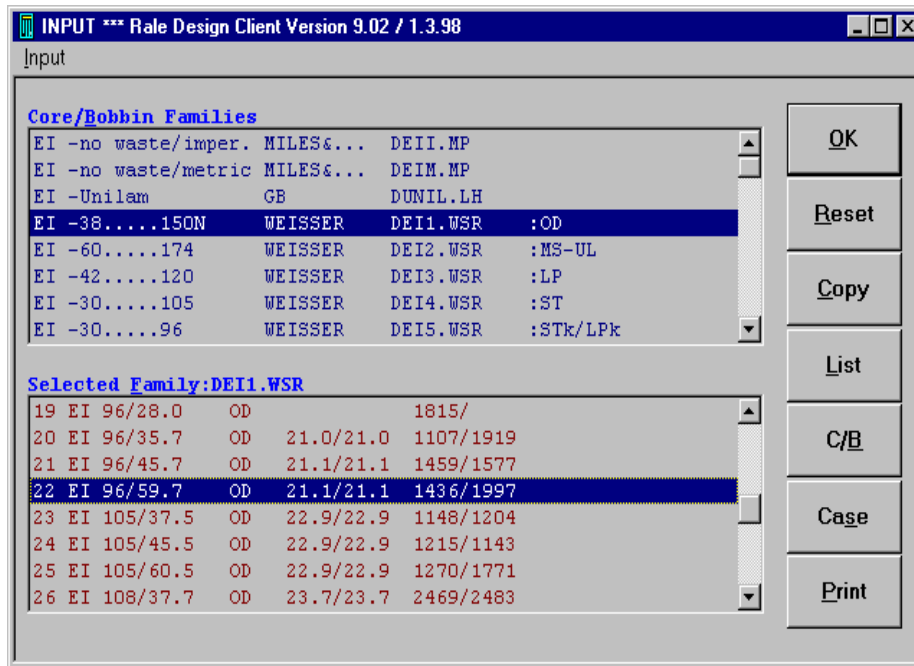 INPUT *** Rale Design Client Version 9.02 / 1.3.98
Input
Core/Bobbin Families
EI -no waste/imper. MILES&... DEII.MP
EI -no waste/metric MILES&... DEIM.MP
EI -Unilam GB DUNIL.LH
EI -38.....150N WEISSER DEI1.WSR :OD
EI -60.....174 WEISSER DEI2.WSR :MS-UL
EI -42.....120 WEISSER DEI3.WSR :LP
EI -30.....105 WEISSER DEI4.WSR :ST
EI -30.....96 WEISSER DEI5.WSR :STk/LPk
Selected Family:DEI1.WSR
19 EI 96/28.0 OD 1815/
20 EI 96/35.7 OD 21.0/21.0 1107/1919
21 EI 96/45.7 OD 21.1/21.1 1459/1577
22 EI 96/59.7 OD 21.1/21.1 1436/1997
23 EI 105/37.5 OD 22.9/22.9 1148/1204
24 EI 105/45.5 OD 22.9/22.9 1215/1143
25 EI 105/60.5 OD 22.9/22.9 1270/1771
26 EI 108/37.7 OD 23.7/23.7 2469/2483
OK
Reset
Copy
List
C/B
Case
Print